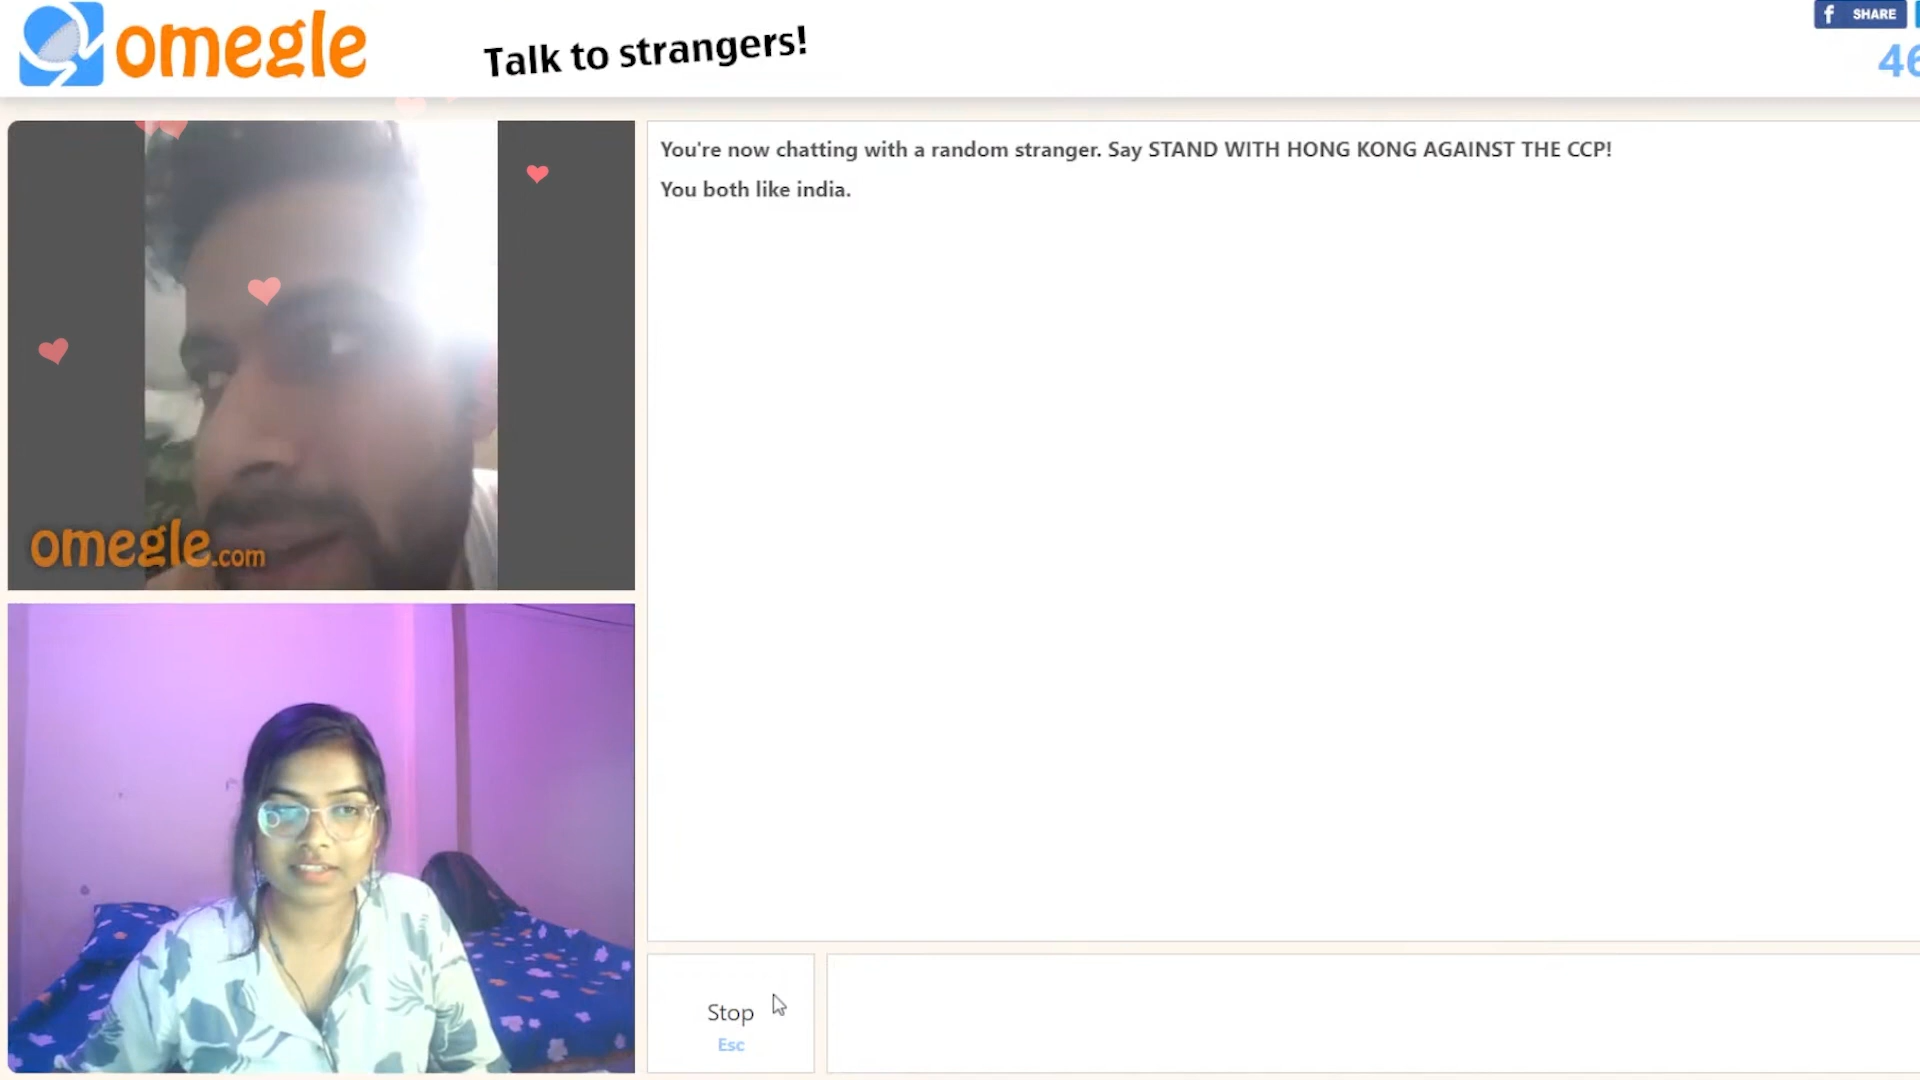 omegle
Talk to strangers!
f SHARE
46
You're now chatting with a random stranger. Say STAND WITH HONG KONG AGAINST THE CCP!
You both like india.
omegle.com
Stop
Esc